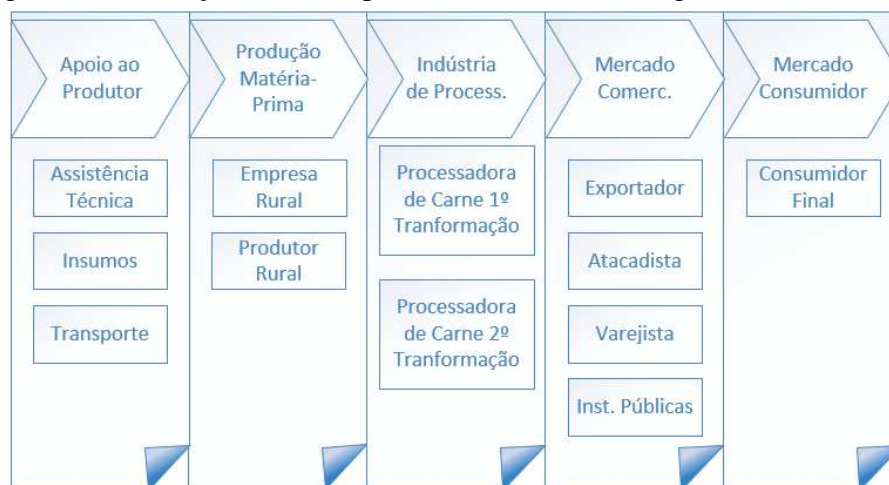 Apoio ao
Produtor
Produção
Matéria-
Prima
Indústria
de Process.
Mercado
Comerc.
Mercado
Consumidor
Assistência
Técnica
Insumos
Transporte
Empresa
Rural
Produtor
Rural
Processadora
de Carne 1º
Tranformação
Processadora
de Carne 2º
Tranformação
Exportador
Atacadista
Varejista
Inst. Públicas
Consumidor
Final